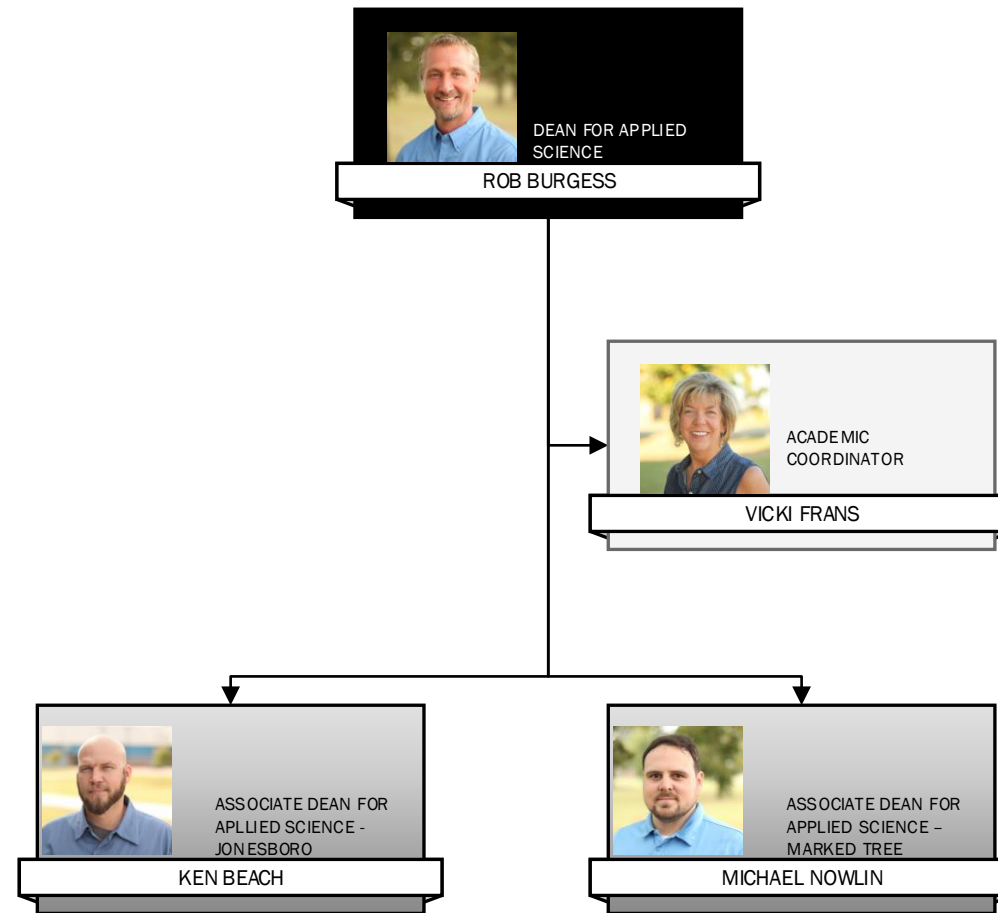 DEAN FOR APPLIED
SCIENCE
ROB BURGESS
ACADEMIC
COORDINATOR
VICKI FRANS
ASSOCIATE DEAN FOR
APLLIED SCIENCE -
JONESBORO
KEN BEACH
ASSOCIATE DEAN FOR
APPLIED SCIENCE –
MARKED TREE
MICHAEL NOWLIN